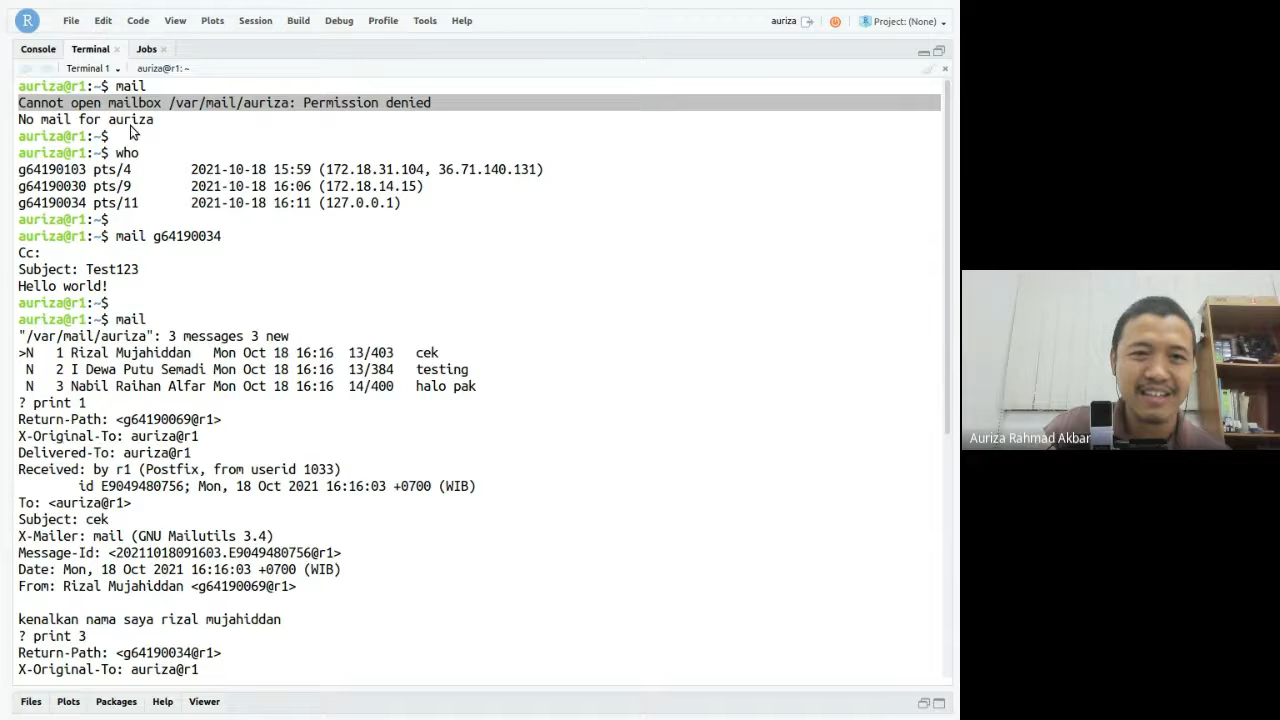 R File Edit Code View Plots Session Build Debug Profile Tools Help auriza R Project: (None)
Console Terminal Jobs
Terminal 1 auriza@r1: ~
auriza@r1:~$ mail
Cannot open mailbox /var/mail/auriza: Permission denied
No mail for auriza
auriza@r1:~$
auriza@r1:~$ who
g64190103 pts/4 2021-10-18 15:59 (172.18.31.104, 36.71.140.131)
g64190030 pts/9 2021-10-18 16:06 (172.18.14.15)
g64190034 pts/11 2021-10-18 16:11 (127.0.0.1)
auriza@r1:~$
auriza@r1:~$ mail g64190034
Cc:
Subject: Test123
Hello world!
auriza@r1:~$
auriza@r1:~$ mail
"/var/mail/auriza": 3 messages 3 new
>N 1 Rizal Mujahiddan Mon Oct 18 16:16 13/403 cek
N 2 I Dewa Putu Semadi Mon Oct 18 16:16 13/384 testing
N 3 Nabil Raihan Alfar Mon Oct 18 16:16 14/400 halo pak
? print 1
Return-Path: <g64190069@r1>
X-Original-To: auriza@r1
Delivered-To: auriza@r1
Received: by r1 (Postfix, from userid 1033)
id E9049480756; Mon, 18 Oct 2021 16:16:03 +0700 (WIB)
To: <auriza@r1>
Subject: cek
X-Mailer: mail (GNU Mailutils 3.4)
Message-Id: <20211018091603.E9049480756@r1>
Date: Mon, 18 Oct 2021 16:16:03 +0700 (WIB)
From: Rizal Mujahiddan <g64190069@r1>
kenalkan nama saya rizal mujahiddan
? print 3
Return-Path: <g64190034@r1>
X-Original-To: auriza@r1
Files Plots Packages Help Viewer
Auriza Rahmad Akbar